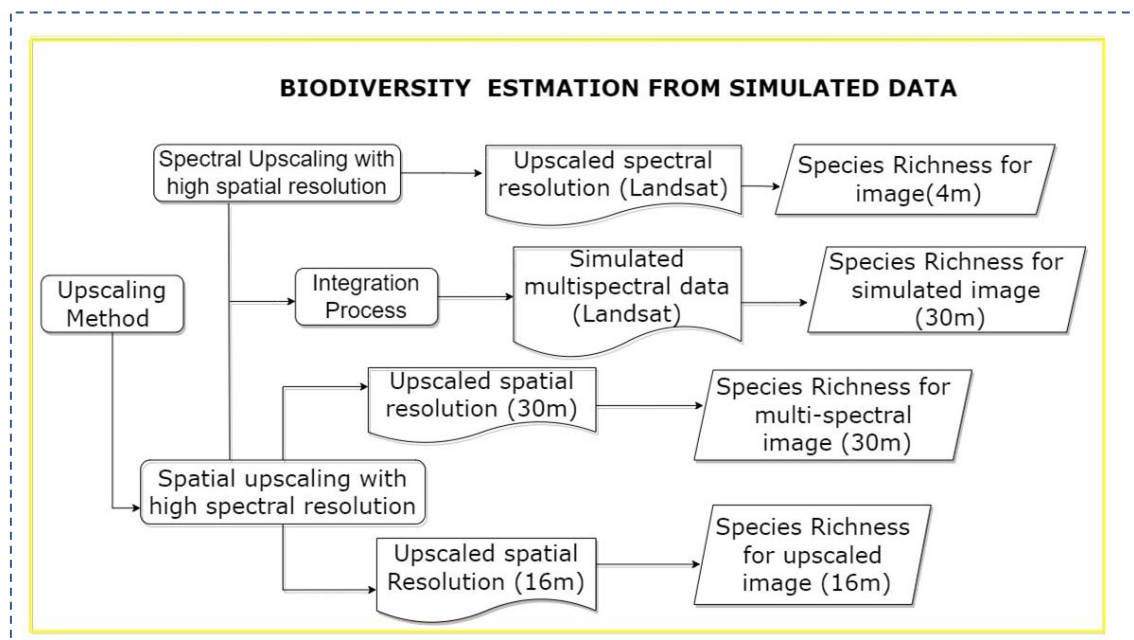 BIODIVERSITY ESTMATION FROM SIMULATED DATA
Spectral Upscaling with
high spatial resolution
Upscaled spectral
resolution (Landsat)
Species Richness for
image(4m)
Upscaling
Method
Integration
Process
Simulated
multispectral data
(Landsat)
Species Richness for
simulated image
(30m)
Upscaled spatial
resolution (30m)
Species Richness for
multi-spectral
image (30m)
Spatial upscaling with
high spectral resolution
Upscaled spatial
Resolution (16m)
Species Richness
for upscaled
image (16m)